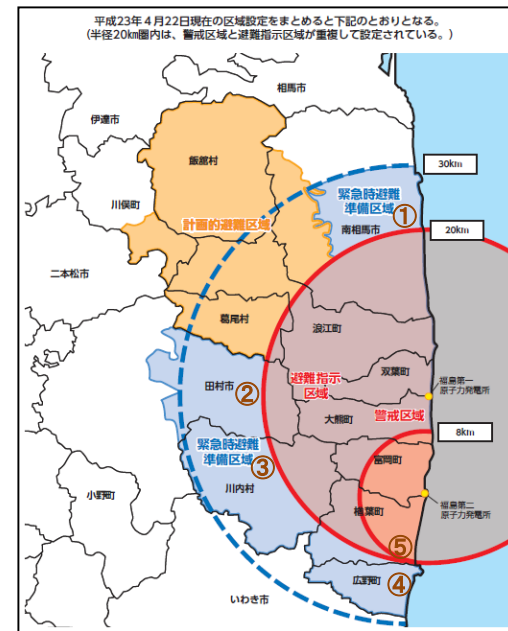 平成23年４月22日現在の区域設定をまとめると下記のとおりとなる。
（半径20㎞圏内は、警戒区域と避難指示区域が重複して設定されている。）
相馬市
伊達市
飯舘村
30km
緊急時避難
準備区域
①
川俣町
計画的避難区域
南相馬市
20km
二本松市
浪江町
葛尾村
双葉町
避難指示
区域
福島第一
原子力発電所
田村市
②
大熊町
警戒区域
8km
緊急時避難
準備区域
③
富岡町
川内村
小野町
楢葉町
福島第二
原子力発電所
⑤
広野町
④
いわき市